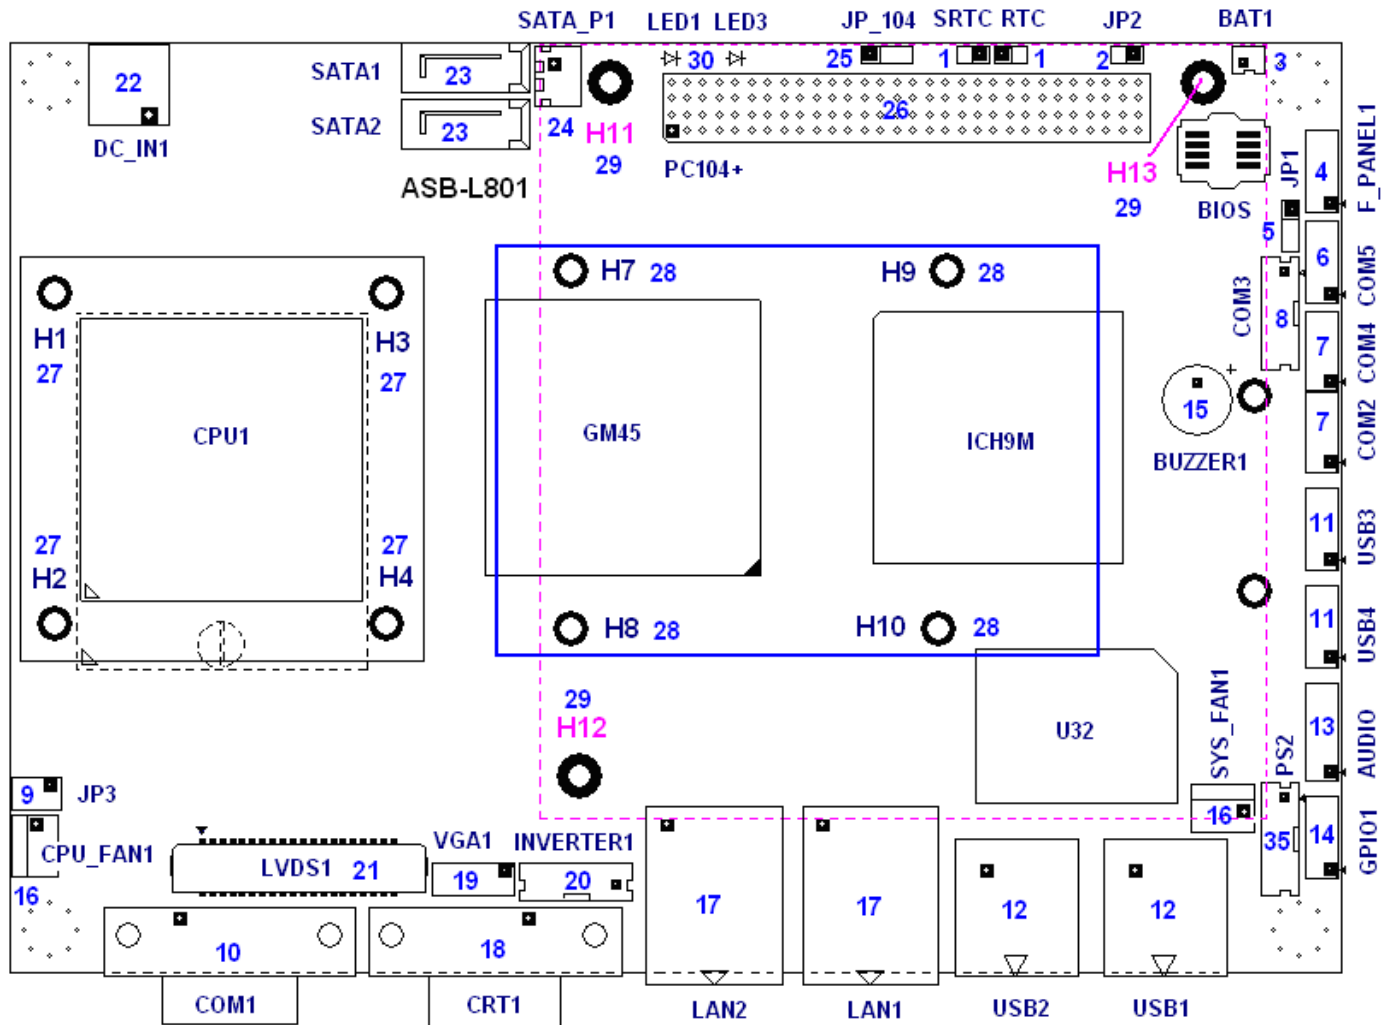 SATA_P1 LED1 LED3 JP_104 SRTC RTC JP2 BAT1
22
SATA1 23
30
25
1
1
2
3
SATA2 23
24
26
DC_IN1
H11
29
PC104+
H13
29
BIOS
JP1
5
4
F_PANEL1
ASB-L801
6
COM5
H7 28
H9 28
COM3
8
7
COM4
H1
27
H3
27
CPU1
GM45
ICH9M
15
BUZZER1
7
COM2
11
USB3
27
H2
27
H4
H8 28
H10 28
11
USB4
29
H12
U32
SYS_FAN1
16
PS2
35
13
AUDIO
9 JP3
CPU_FAN1
16
LVDS1 21
VGA1
19
INVERTER1
20
14
GPIO1
10
18
17
17
12
12
COM1
CRT1
LAN2
LAN1
USB2
USB1